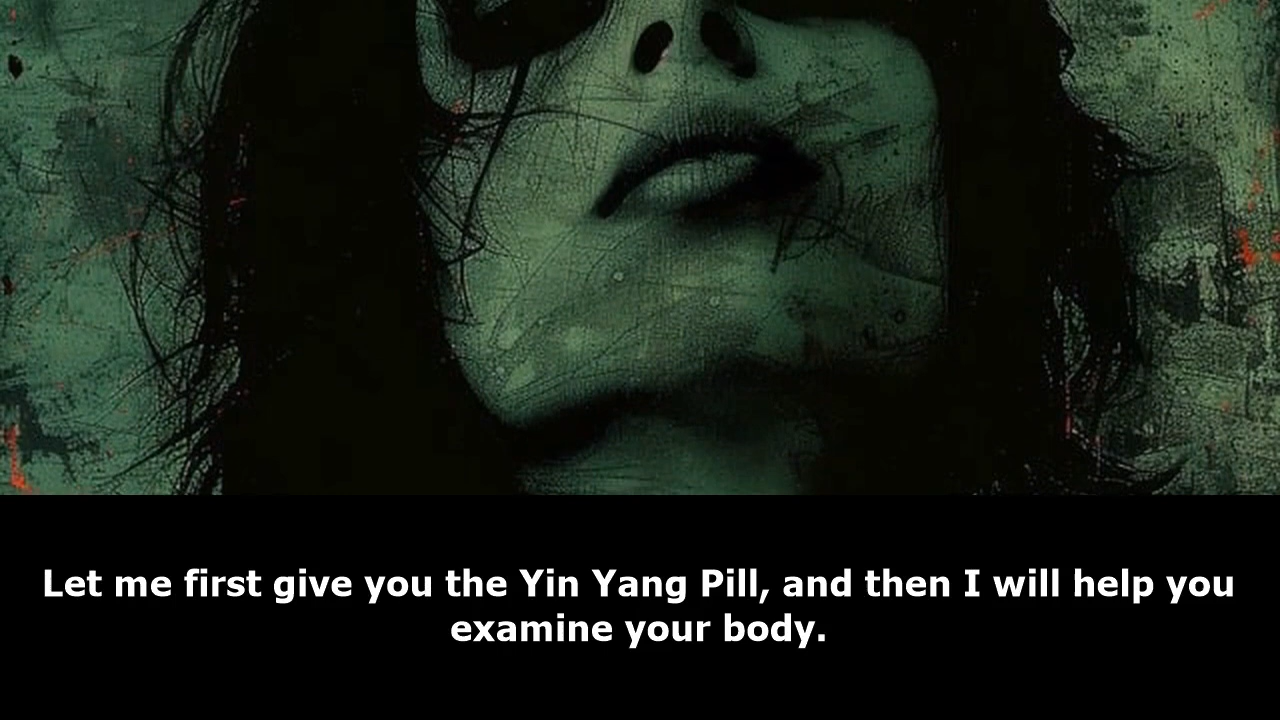 Let me first give you the Yin Yang Pill, and then I will help you
examine your body.